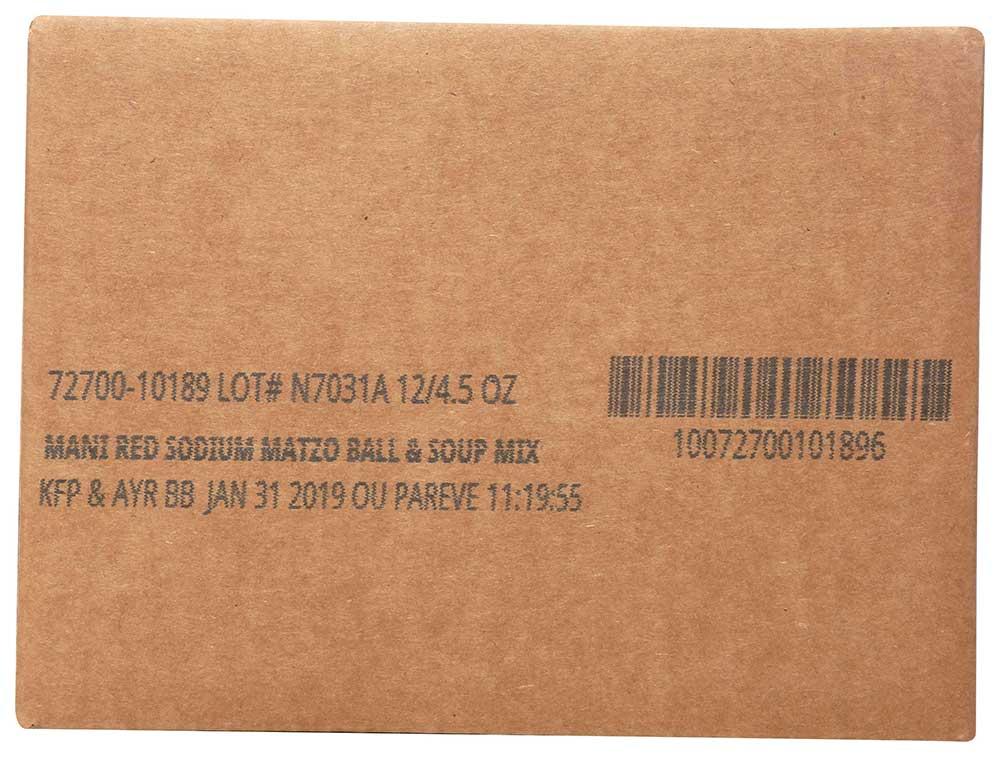 72700-10189 LOT# N7031A 12/4.5 OZ
MANI RED SODIUM MATZO BALL & SOUP MIX
KFP & AYR BB JAN 31 2019 OU PAREVE 11:19:55
10072700101896